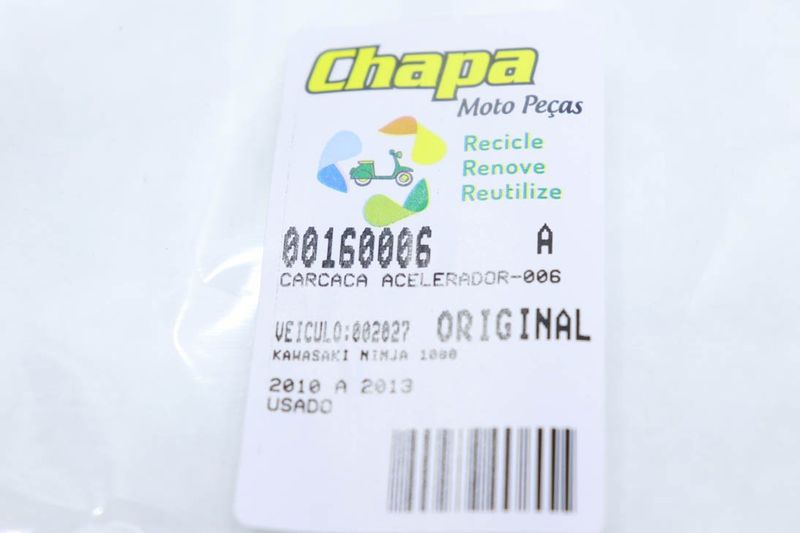 Chapa
Moto Peças
Recicle
Renove
Reutilize
00160006 A
CARCACA ACELERADOR-006
VEICULO:002027 ORIGINAL
KAWASAKI NINJA 1000
2010 A 2013
USADO